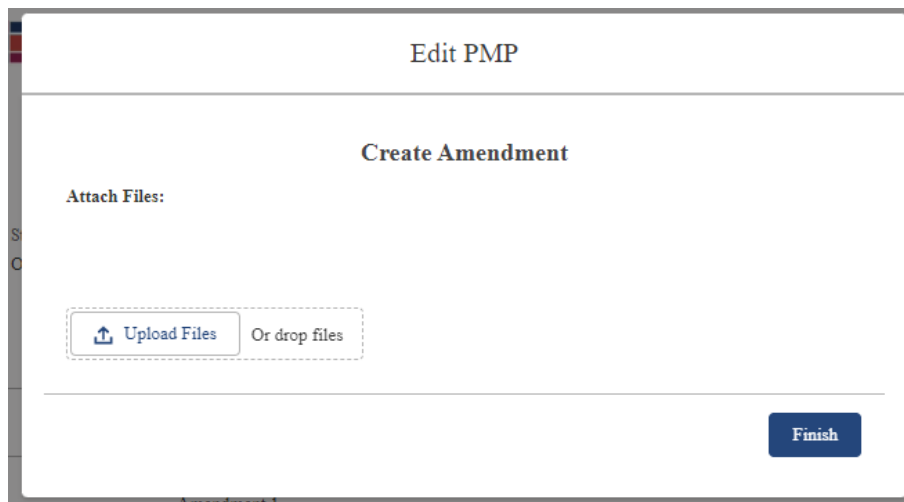 Edit PMP
Create Amendment
Attach Files:
Upload Files Or drop files
Finish